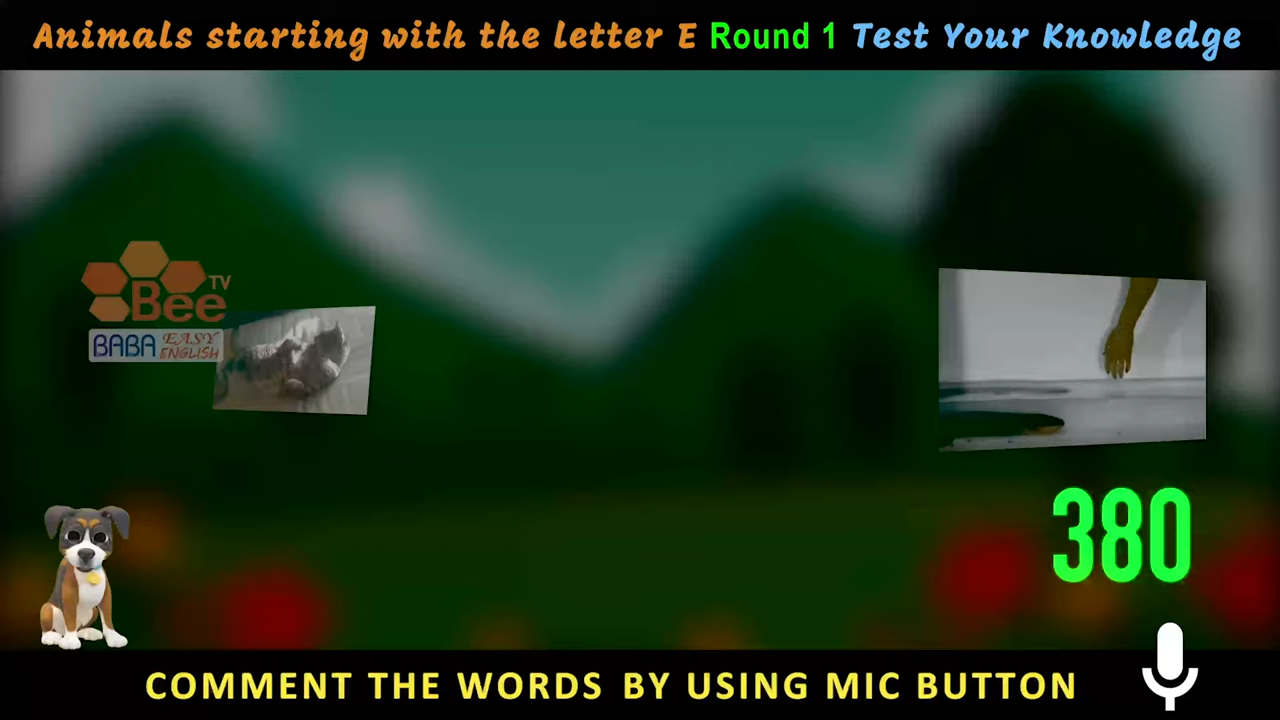 Animals starting with the letter E Round 1 Test Your Knowledge
Bee TV
BABA EASY ENGLISH
380
COMMENT THE WORDS BY USING MIC BUTTON